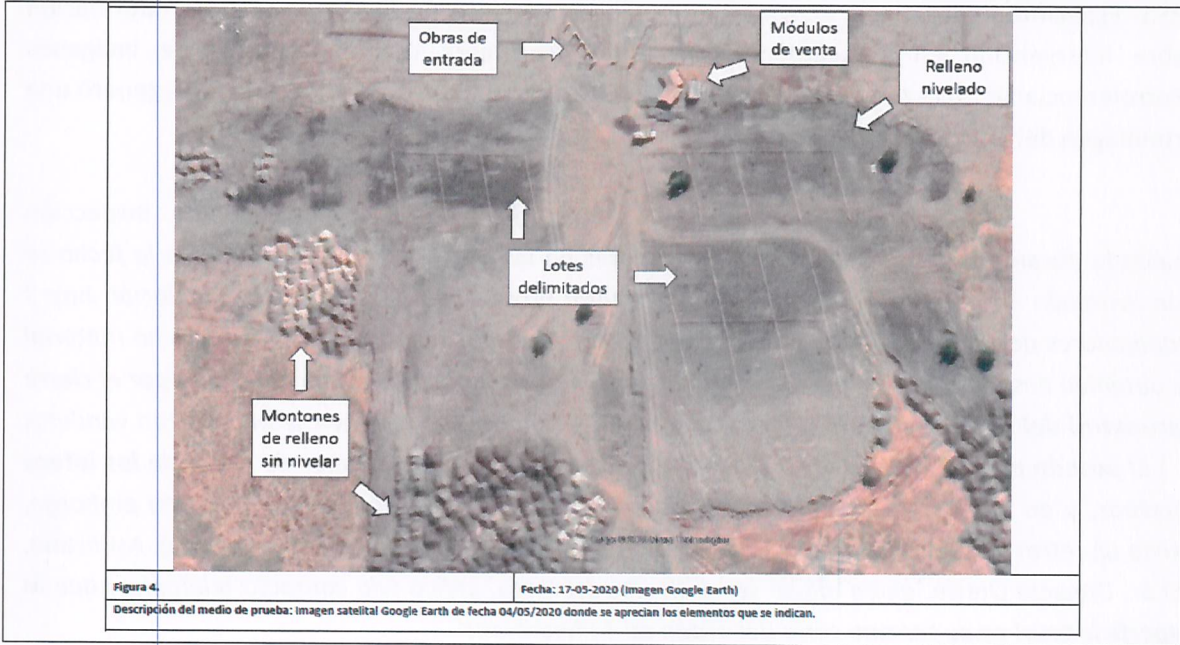 Obras de
entrada
Módulos
de venta
Relleno
nivelado
Lotes
delimitados
Montones
de relleno
sin nivelar
Figura 4.
Fecha: 17-05-2020 (Imagen Google Earth)
Descripción del medio de prueba: Imagen satelital Google Earth de fecha 04/05/2020 donde se aprecian los elementos que se indican.